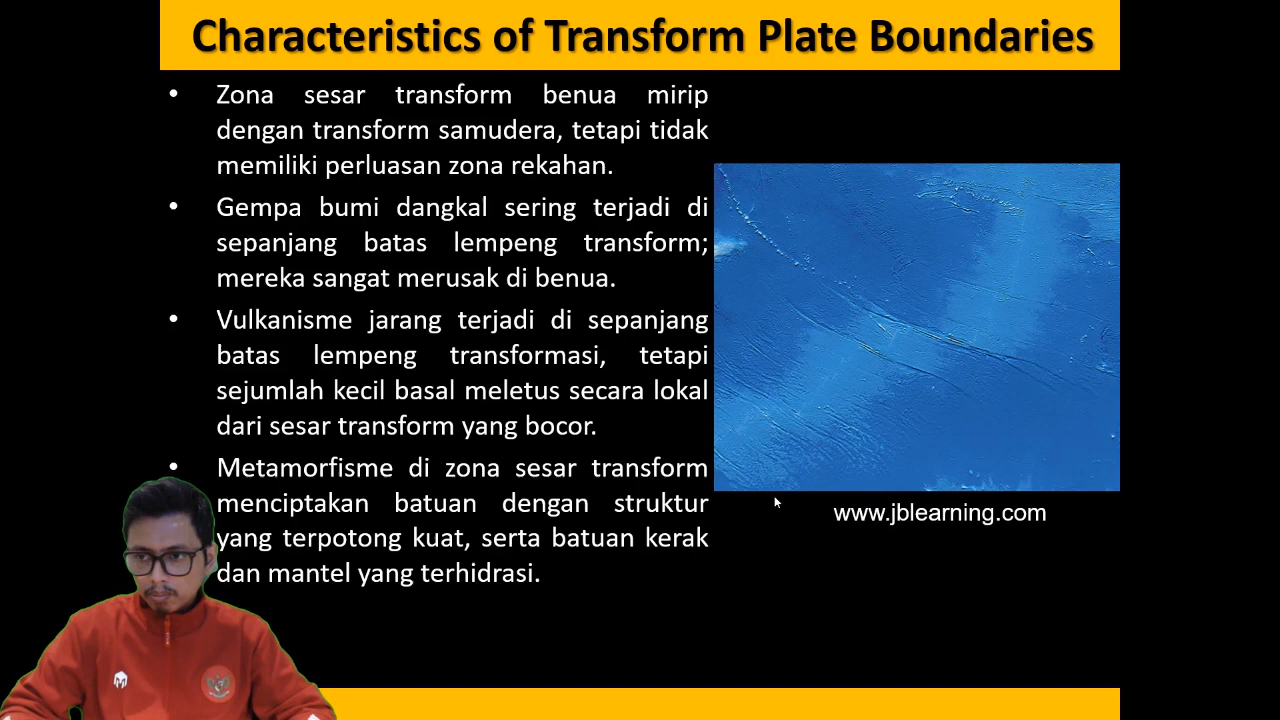 Characteristics of Transform Plate Boundaries
• Zona sesar transform benua mirip
dengan transform samudera, tetapi tidak
memiliki perluasan zona rekahan.
• Gempa bumi dangkal sering terjadi di
sepanjang batas lempeng transform;
mereka sangat merusak di benua.
• Vulkanisme jarang terjadi di sepanjang
batas lempeng transformasi, tetapi
sejumlah kecil basal meletus secara lokal
dari sesar transform yang bocor.
• Metamorfisme di zona sesar transform
menciptakan batuan dengan struktur
yang terpotong kuat, serta batuan kerak
dan mantel yang terhidrasi.
www.jblearning.com